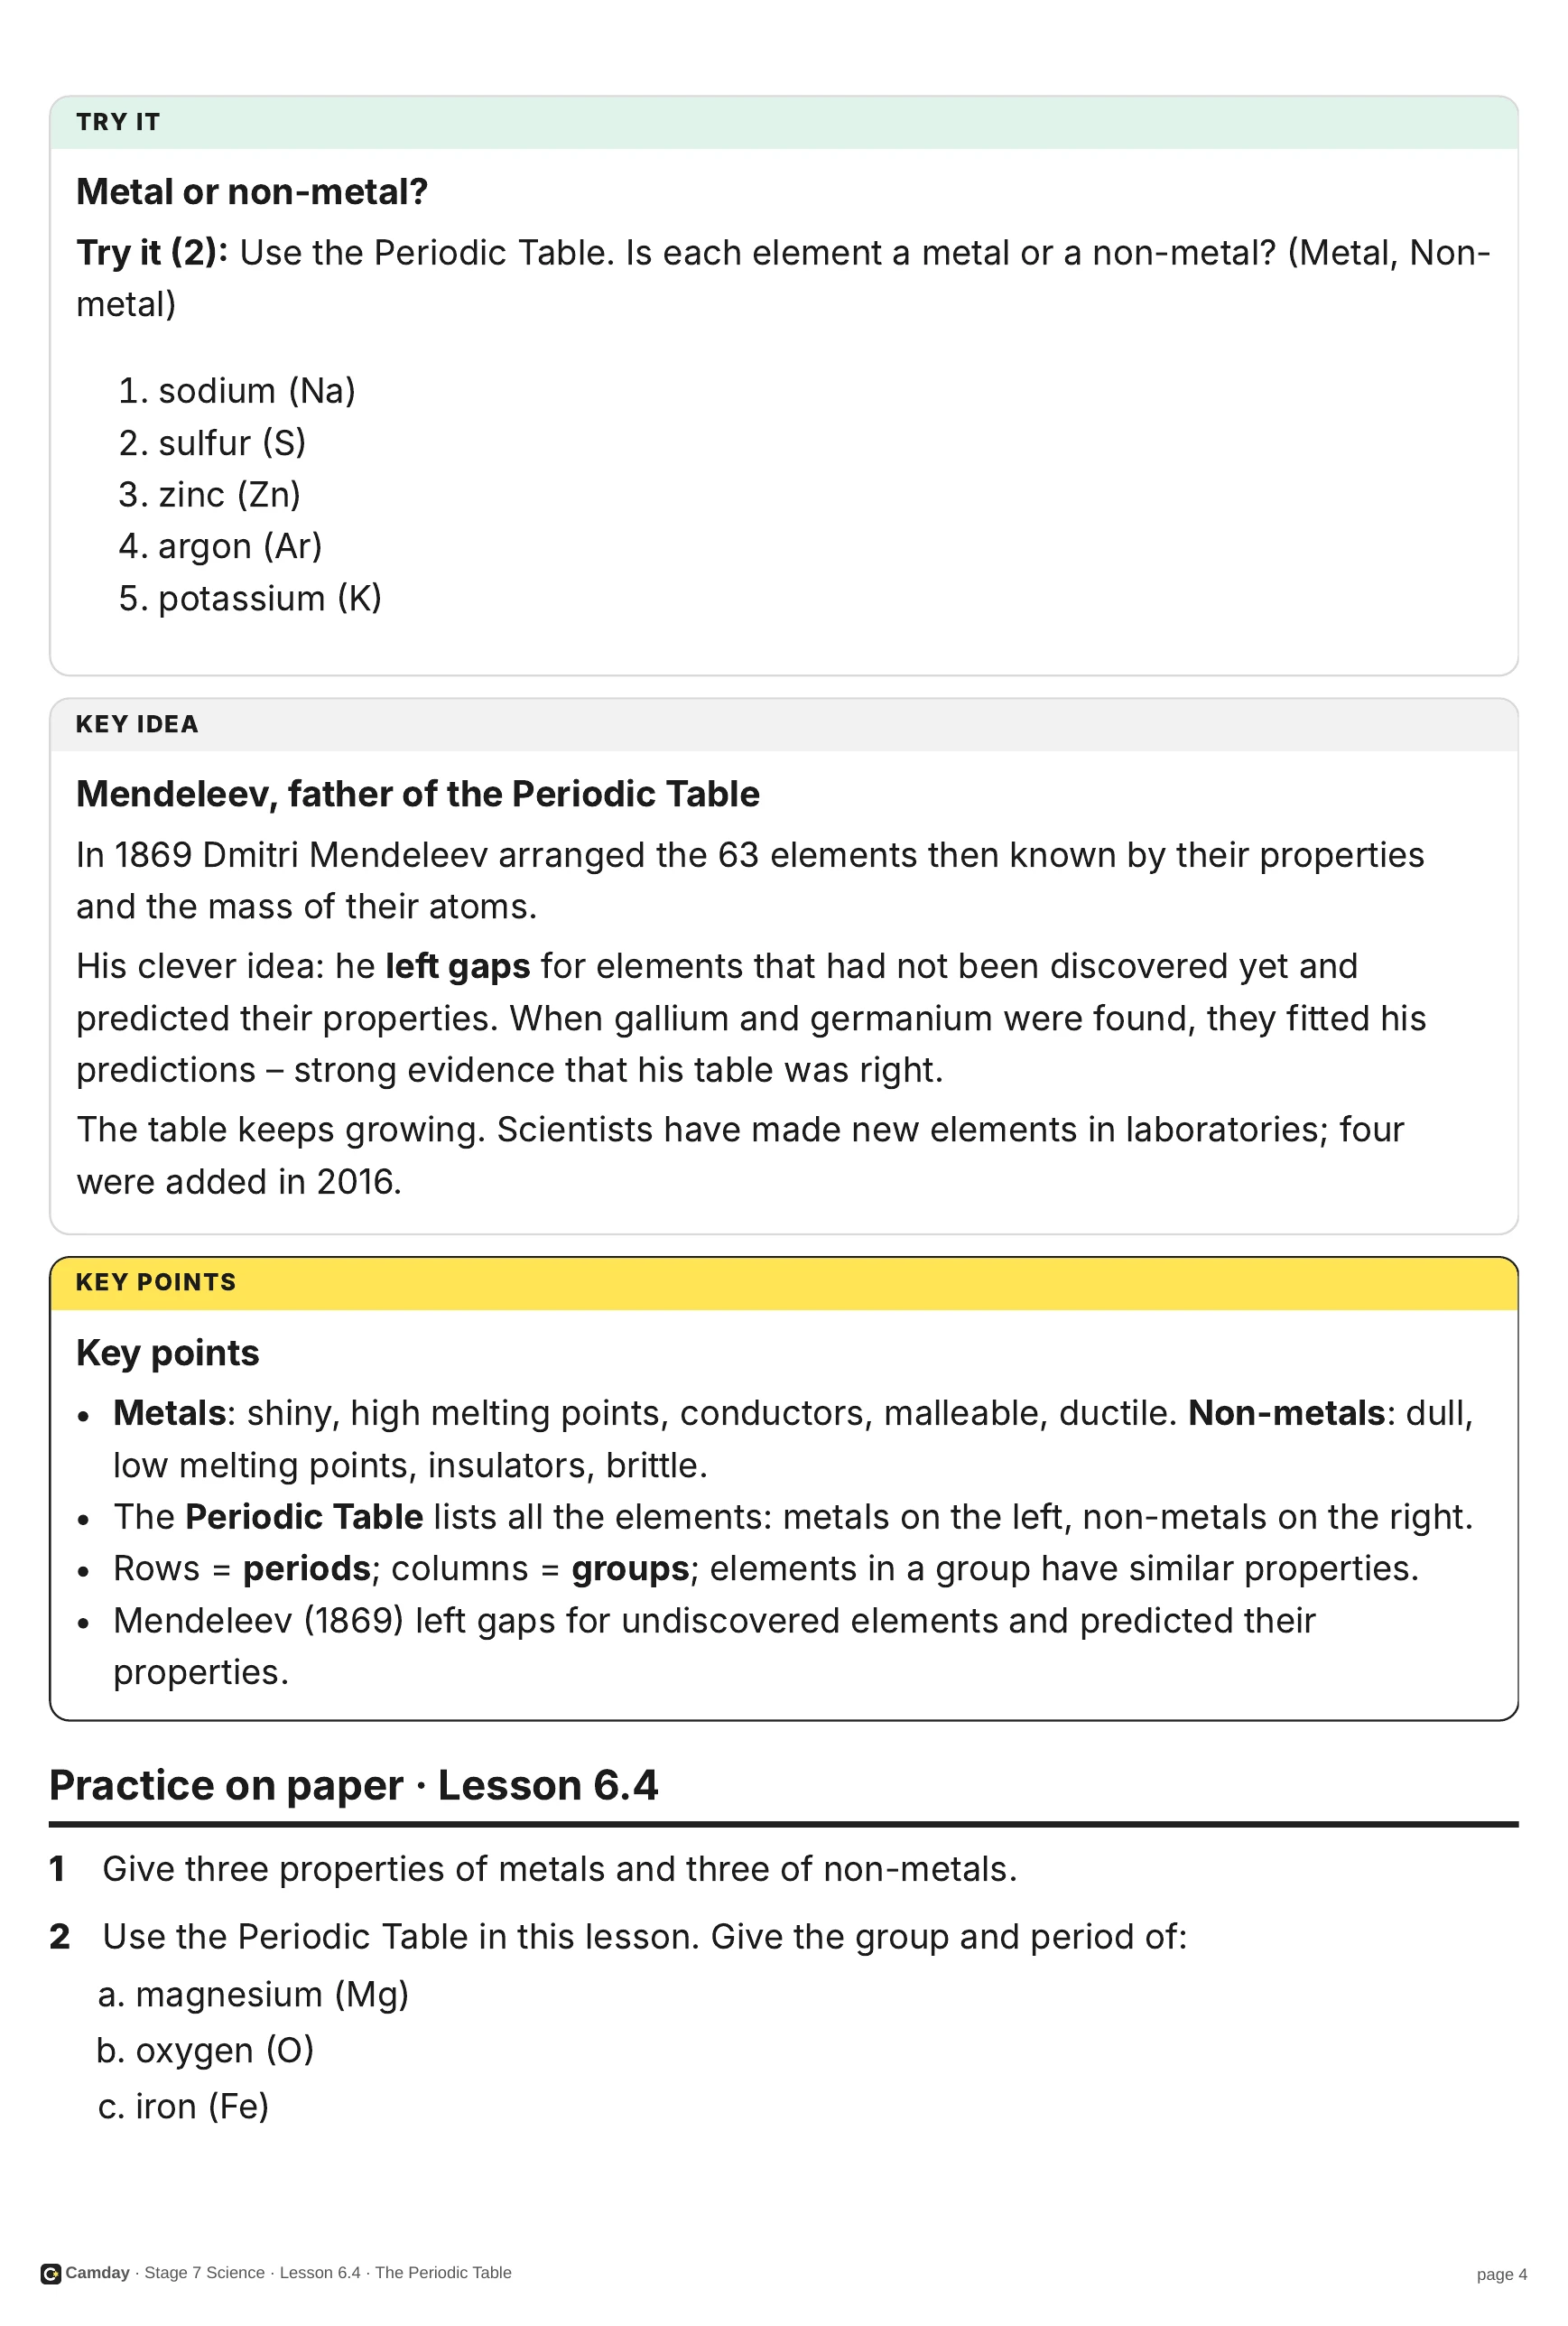 TRY IT
Metal or non-metal?
Try it (2): Use the Periodic Table. Is each element a metal or a non-metal? (Metal, Non-
metal)
1. sodium (Na)
2. sulfur (S)
3. zinc (Zn)
4. argon (Ar)
5. potassium (K)
KEY IDEA
Mendeleev, father of the Periodic Table
In 1869 Dmitri Mendeleev arranged the 63 elements then known by their properties
and the mass of their atoms.
His clever idea: he left gaps for elements that had not been discovered yet and
predicted their properties. When gallium and germanium were found, they fitted his
predictions – strong evidence that his table was right.
The table keeps growing. Scientists have made new elements in laboratories; four
were added in 2016.
KEY POINTS
Key points
• Metals: shiny, high melting points, conductors, malleable, ductile. Non-metals: dull,
low melting points, insulators, brittle.
• The Periodic Table lists all the elements: metals on the left, non-metals on the right.
• Rows = periods; columns = groups; elements in a group have similar properties.
• Mendeleev (1869) left gaps for undiscovered elements and predicted their
properties.
Practice on paper · Lesson 6.4
1 Give three properties of metals and three of non-metals.
2 Use the Periodic Table in this lesson. Give the group and period of:
a. magnesium (Mg)
b. oxygen (O)
c. iron (Fe)
Camday · Stage 7 Science · Lesson 6.4 · The Periodic Table
page 4